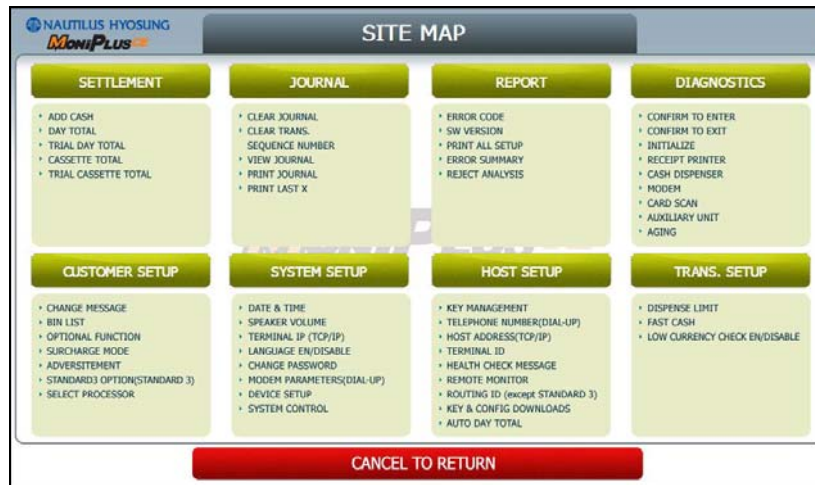 NAUTILUS HYOSUNG
MONIPLUS CE
SITE MAP
SETTLEMENT
ADD CASH
DAY TOTAL
TRIAL DAY TOTAL
CASSETTE TOTAL
TRIAL CASSETTE TOTAL
JOURNAL
CLEAR JOURNAL
CLEAR TRANS.
SEQUENCE NUMBER
VIEW JOURNAL
PRINT JOURNAL
PRINT LAST X
REPORT
ERROR CODE
SW VERSION
PRINT ALL SETUP
ERROR SUMMARY
REJECT ANALYSIS
DIAGNOSTICS
CONFIRM TO ENTER
CONFIRM TO EXIT
INITIALIZE
RECEIPT PRINTER
CASH DISPENSER
MODEM
CARD SCAN
AUXILIARY UNIT
AGING
MONIPLUS CE
CUSTOMER SETUP
CHANGE MESSAGE
BIN LIST
OPTIONAL FUNCTION
SURCHARGE MODE
ADVERSITEMENT
STANDARD3 OPTION(STANDARD 3)
SELECT PROCESSOR
SYSTEM SETUP
DATE & TIME
SPEAKER VOLUME
TERMINAL IP (TCP/IP)
LANGUAGE EN/DISABLE
CHANGE PASSWORD
MODEM PARAMETERS(DIAL-UP)
DEVICE SETUP
SYSTEM CONTROL
HOST SETUP
KEY MANAGEMENT
TELEPHONE NUMBER(DIAL-UP)
HOST ADDRESS(TCP/IP)
TERMINAL ID
HEALTH CHECK MESSAGE
REMOTE MONITOR
ROUTING ID (except STANDARD 3)
KEY & CONFIG DOWNLOADS
AUTO DAY TOTAL
TRANS. SETUP
DISPENSE LIMIT
FAST CASH
LOW CURRENCY CHECK EN/DISABLE
CANCEL TO RETURN